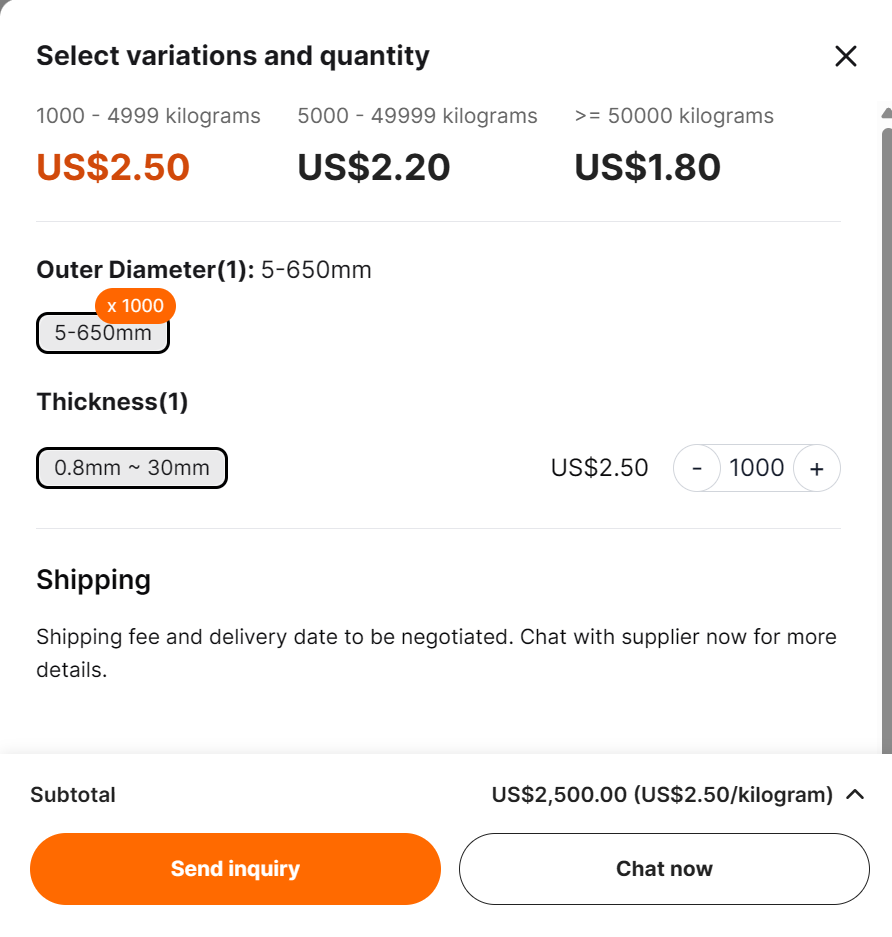 Select variations and quantity
1000 - 4999 kilograms
US$2.50
5000 - 49999 kilograms
US$2.20
>= 50000 kilograms
US$1.80
Outer Diameter(1): 5-650mm
x 1000
5-650mm
Thickness(1)
0.8mm ~ 30mm
US$2.50 - 1000 +
Shipping
Shipping fee and delivery date to be negotiated. Chat with supplier now for more
details.
Subtotal
US$2,500.00 (US$2.50/kilogram)
Send inquiry
Chat now